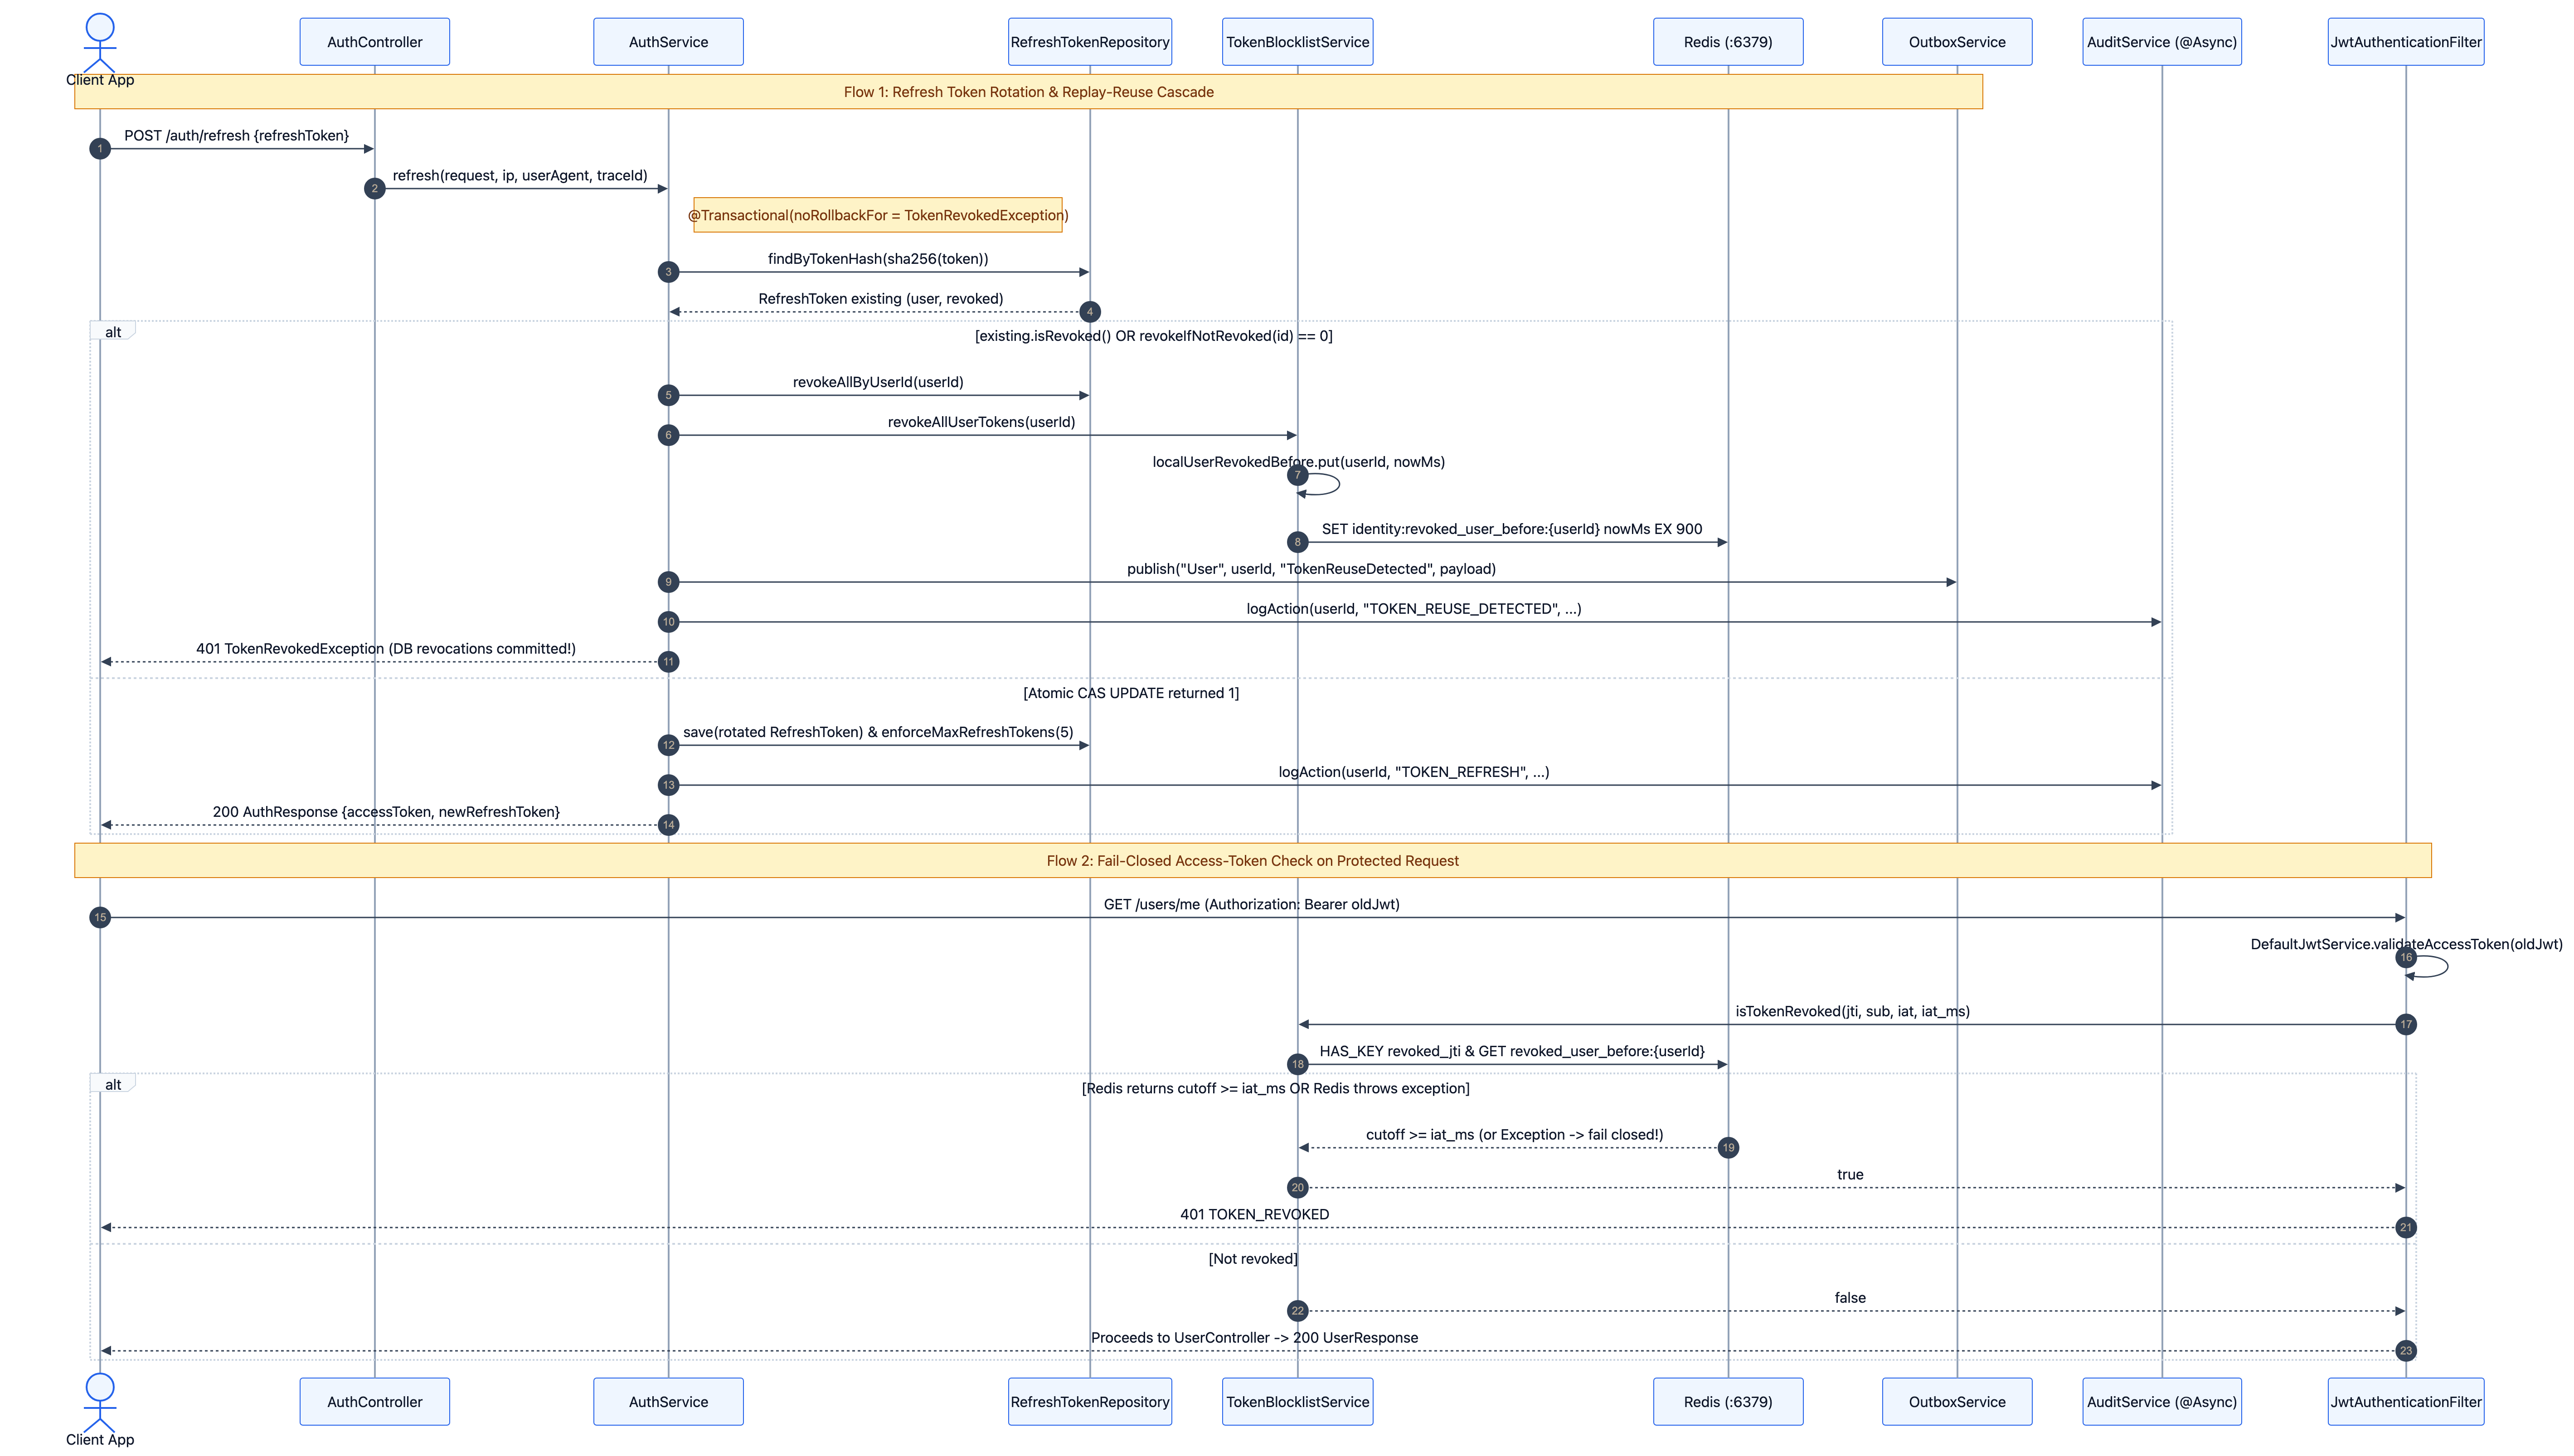 AuthController
AuthService
RefreshTokenRepository
TokenBlocklistService
Redis (:6379)
OutboxService
AuditService (@Async)
JwtAuthenticationFilter
Client App
Flow 1: Refresh Token Rotation & Replay-Reuse Cascade
POST /auth/refresh {refreshToken}
1
refresh(request, ip, userAgent, traceId)
2
@Transactional(noRollbackFor = TokenRevokedException)
findByTokenHash(sha256(token))
3
RefreshToken existing (user, revoked)
4
alt
[existing.isRevoked() OR revokeIfNotRevoked(id) == 0]
revokeAllByUserId(userId)
5
revokeAllUserTokens(userId)
6
localUserRevokedBefore.put(userId, nowMs)
7
SET identity:revoked_user_before:{userId} nowMs EX 900
8
publish("User", userId, "TokenReuseDetected", payload)
9
logAction(userId, "TOKEN_REUSE_DETECTED", ...)
10
401 TokenRevokedException (DB revocations committed!)
11
[Atomic CAS UPDATE returned 1]
save(rotated RefreshToken) & enforceMaxRefreshTokens(5)
12
logAction(userId, "TOKEN_REFRESH", ...)
13
200 AuthResponse {accessToken, newRefreshToken}
14
Flow 2: Fail-Closed Access-Token Check on Protected Request
GET /users/me (Authorization: Bearer oldJwt)
15
DefaultJwtService.validateAccessToken(oldJwt)
16
isTokenRevoked(jti, sub, iat, iat_ms)
17
HAS_KEY revoked_jti & GET revoked_user_before:{userId}
18
alt
[Redis returns cutoff >= iat_ms OR Redis throws exception]
cutoff >= iat_ms (or Exception -> fail closed!)
19
true
20
401 TOKEN_REVOKED
21
[Not revoked]
false
22
Proceeds to UserController -> 200 UserResponse
23
AuthController
AuthService
RefreshTokenRepository
TokenBlocklistService
Redis (:6379)
OutboxService
AuditService (@Async)
JwtAuthenticationFilter
Client App